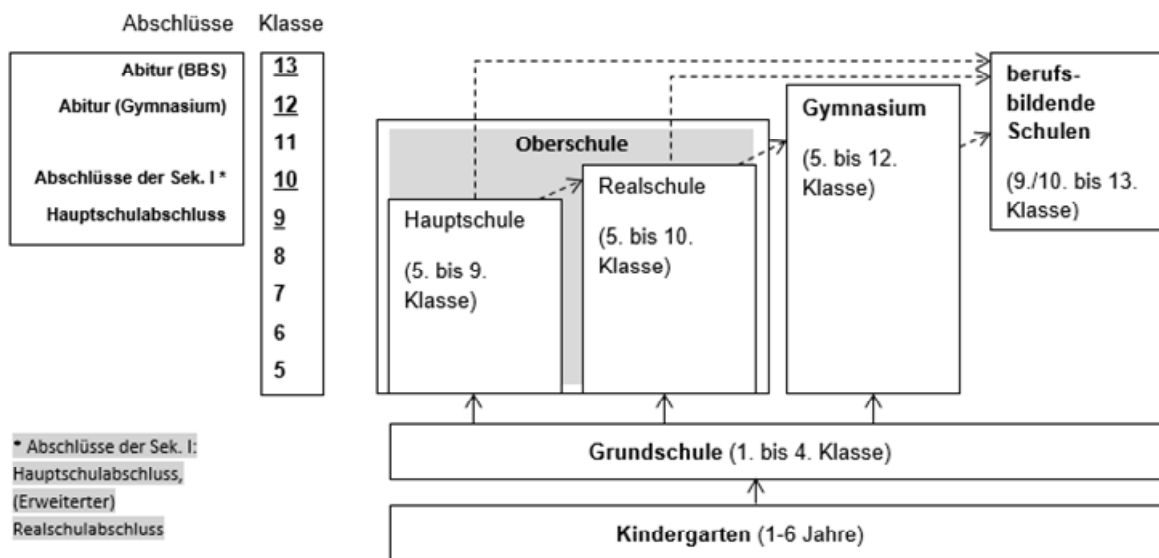 Abschlüsse
Klasse
Abitur (BBS)
Abitur (Gymnasium)
Abschlüsse der Sek. I *
Hauptschulabschluss
13
12
11
10
9
8
7
6
5
Oberschule
Hauptschule
(5. bis 9.
Klasse)
Realschule
(5. bis 10.
Klasse)
Gymnasium
(5. bis 12.
Klasse)
berufs-
bildende
Schulen
(9./10. bis 13.
Klasse)
Grundschule (1. bis 4. Klasse)
Kindergarten (1-6 Jahre)
* Abschlüsse der Sek. I:
Hauptschulabschluss,
(Erweiterter)
Realschulabschluss